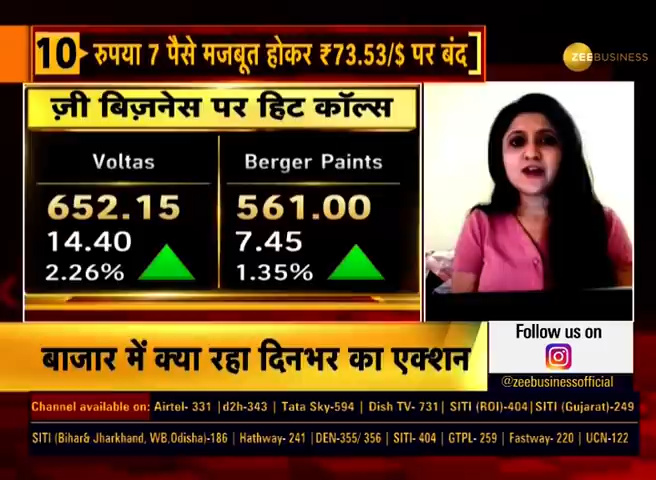 10 रुपया 7 पैसे मजबूत होकर ₹73.53/$ पर बंद
ZEEBUSINESS
ज़ी बिज़नेस पर हिट कॉल्स
Voltas
652.15
14.40
2.26%
Berger Paints
561.00
7.45
1.35%
बाजार में क्या रहा दिनभर का एक्शन
Follow us on
@zeebusinessofficial
Channel available on: Airtel- 331 |d2h-343 | Tata Sky-594 | Dish TV- 731| SITI (ROI)-404|SITI (Gujarat)-249
SITI (Bihar& Jharkhand, WB,Odisha)-186 | Hathway- 241 |DEN-355/ 356 | SITI- 404 | GTPL- 259 | Fastway- 220 | UCN-122